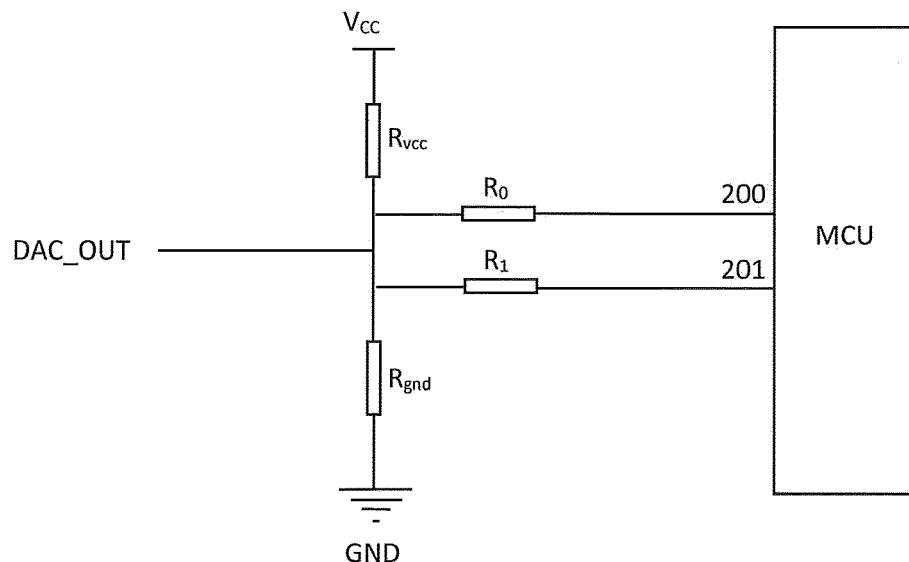 VCC
Rvcc
R0
200
MCU
DAC_OUT
R1
201
Rgnd
GND